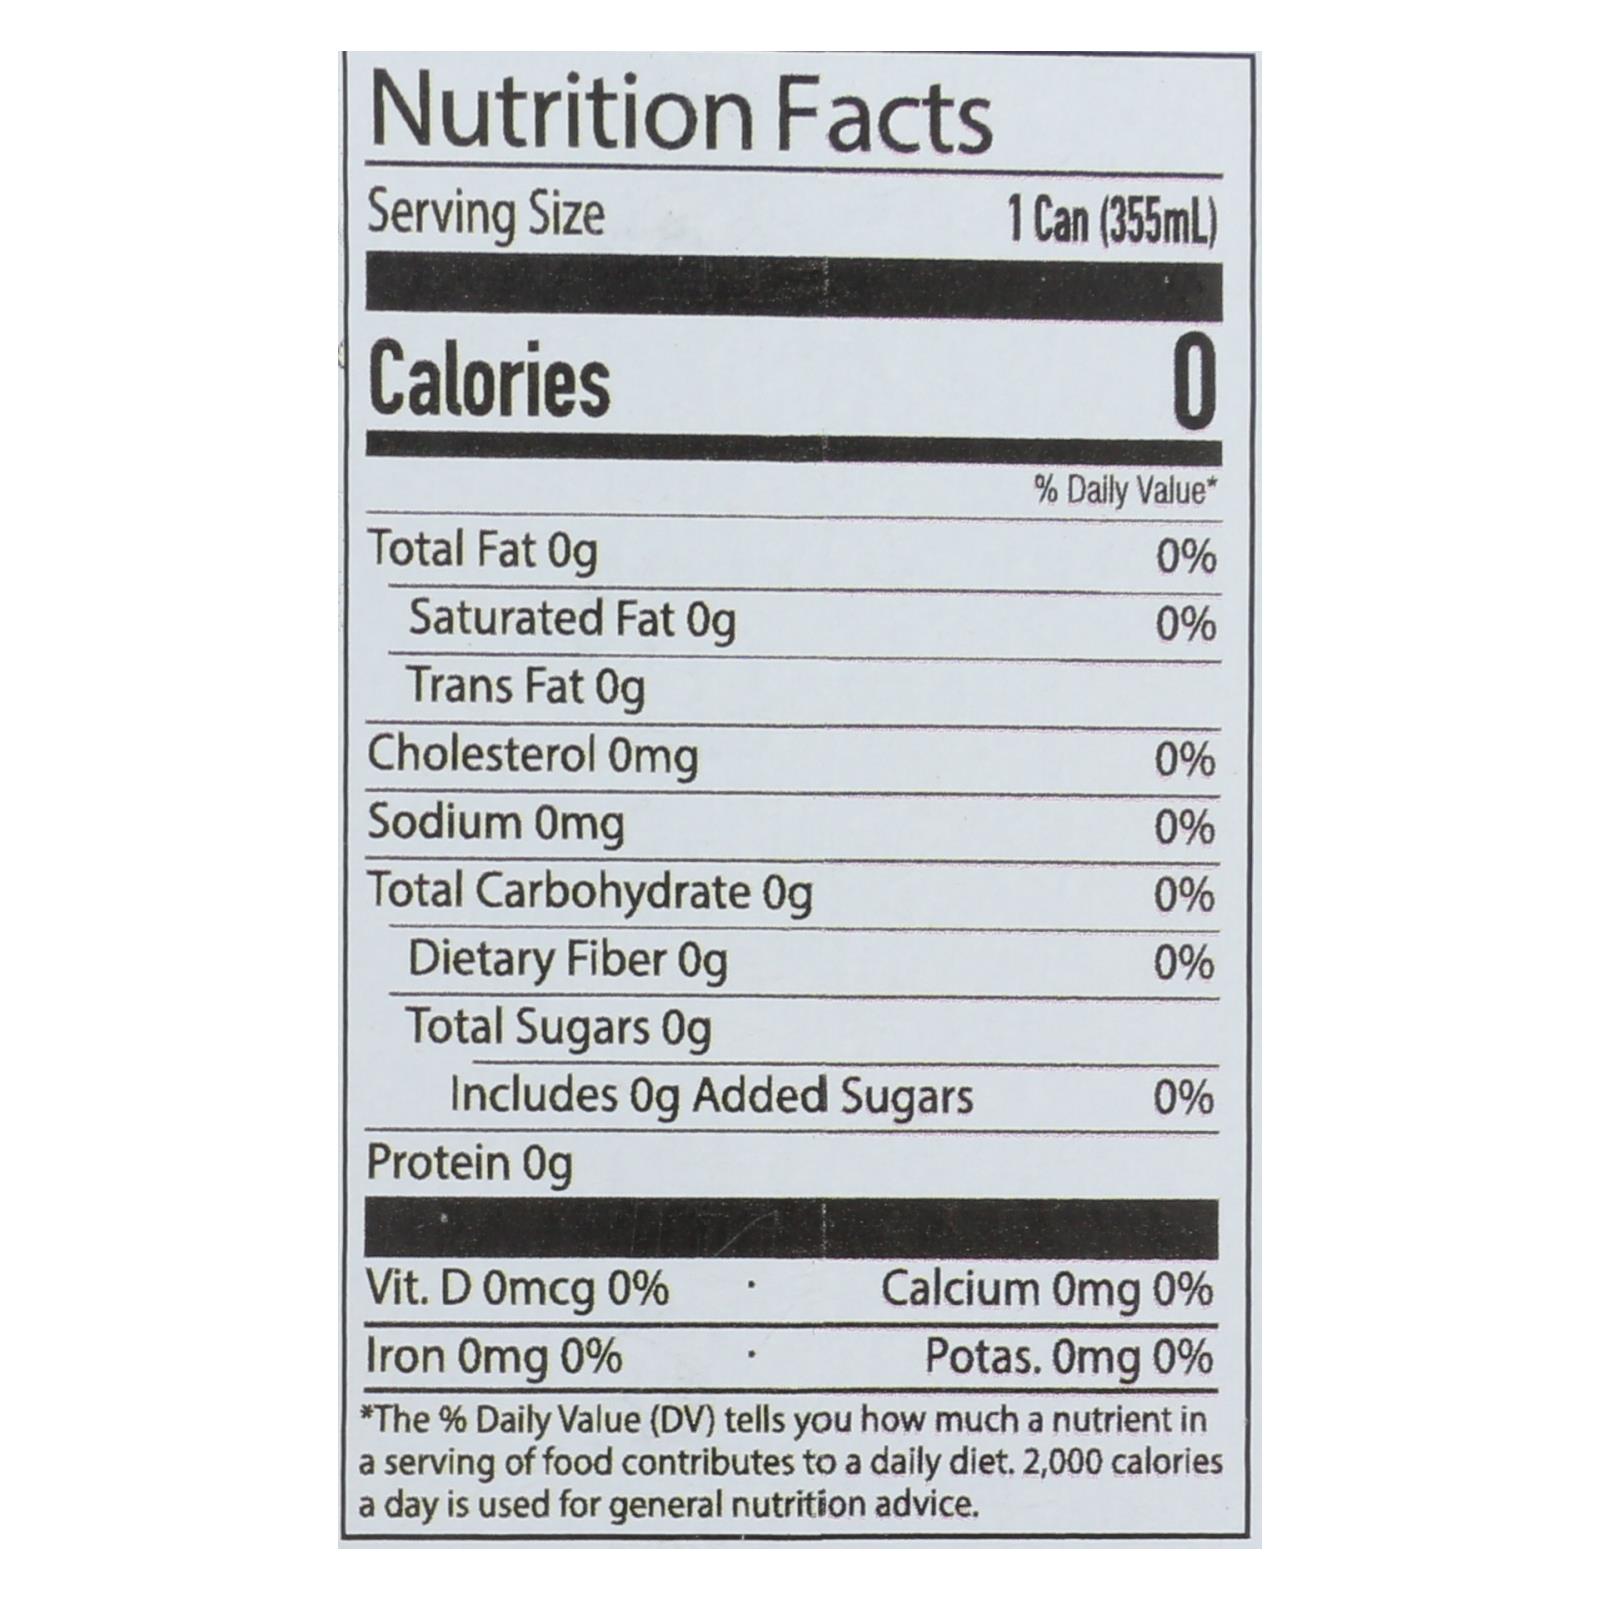 Nutrition Facts
Serving Size 1 Can (355mL)
Calories 0
% Daily Value*
Total Fat 0g 0%
Saturated Fat 0g 0%
Trans Fat 0g
Cholesterol 0mg 0%
Sodium 0mg 0%
Total Carbohydrate 0g 0%
Dietary Fiber 0g 0%
Total Sugars 0g
Includes 0g Added Sugars 0%
Protein 0g
Vit. D 0mcg 0% · Calcium 0mg 0%
Iron 0mg 0% · Potas. 0mg 0%
*The % Daily Value (DV) tells you how much a nutrient in
a serving of food contributes to a daily diet. 2,000 calories
a day is used for general nutrition advice.